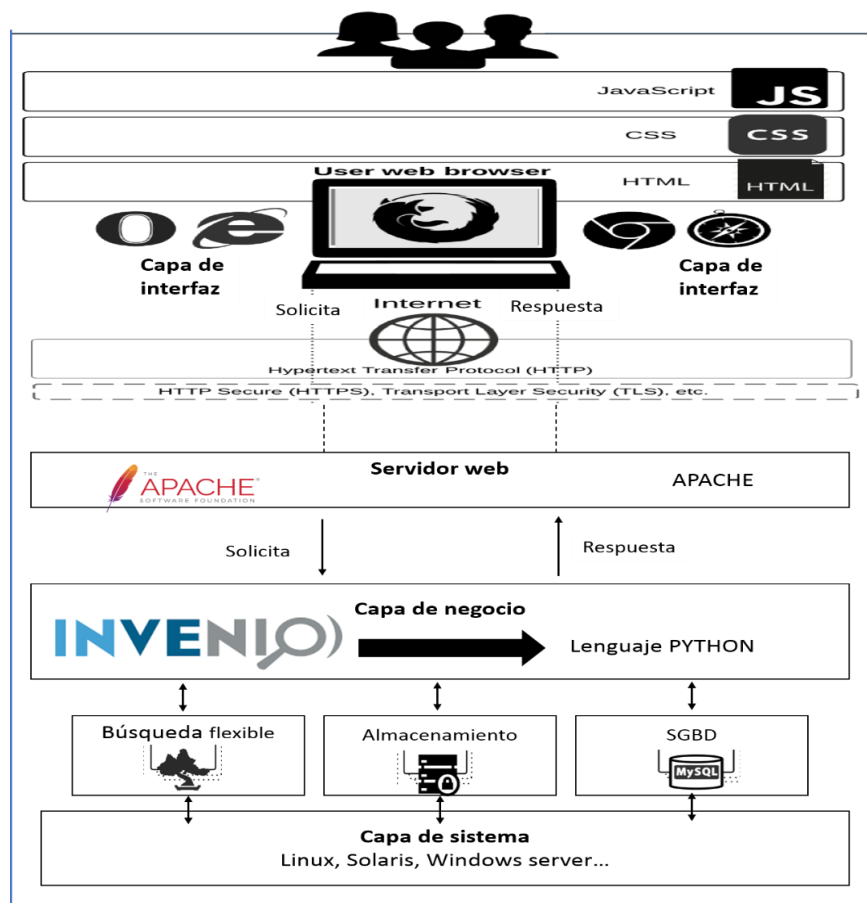 JavaScript
JS
CSS
CSS
User web browser
HTML
HTML
Capa de
interfaz
Capa de
interfaz
Solicita
Internet
Respuesta
Hypertext Transfer Protocol (HTTP)
HTTP Secure (HTTPS), Transport Layer Security (TLS), etc.
Servidor web
THE
APACHE®
SOFTWARE FOUNDATION
APACHE
Solicita
Respuesta
Capa de negocio
INVENIO
Lenguaje PYTHON
Búsqueda flexible
Almacenamiento
SGBD
MySQL
Capa de sistema
Linux, Solaris, Windows server...